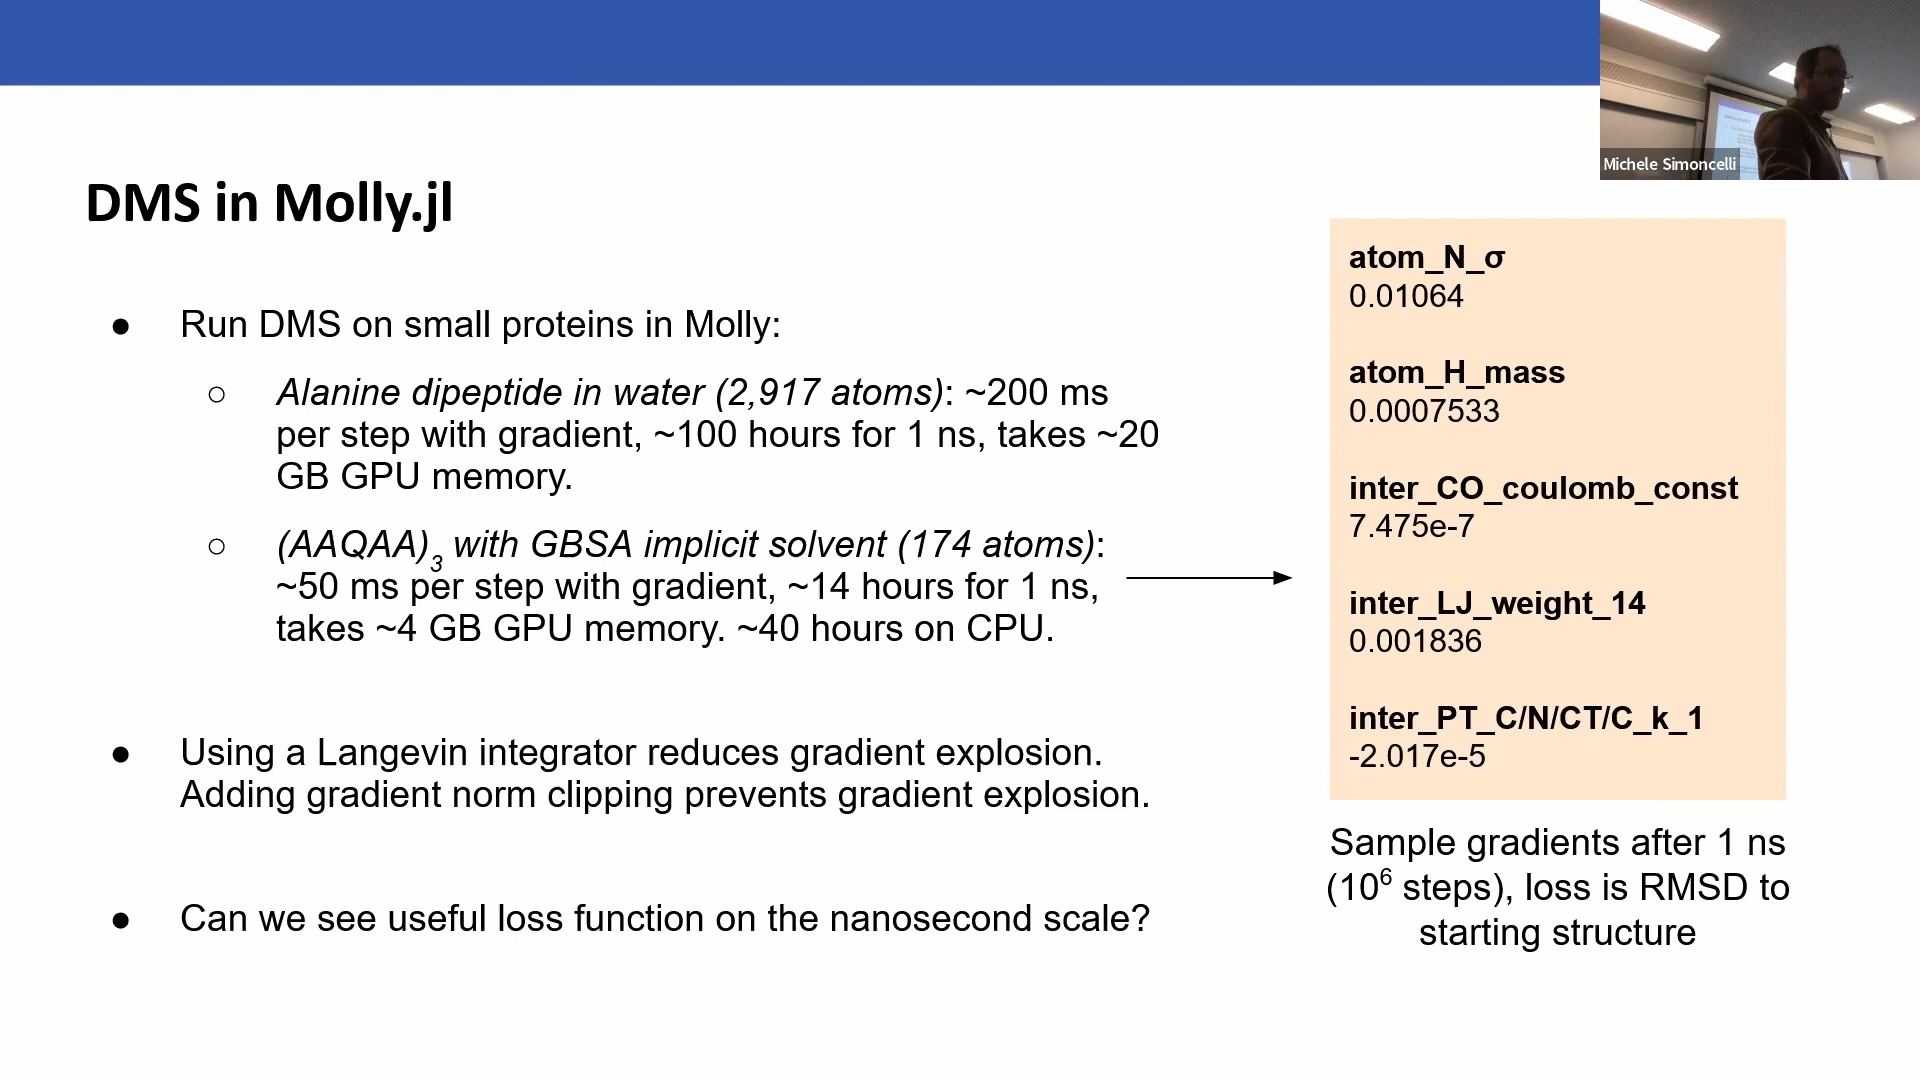 Michele Simoncelli
DMS in Molly.jl
● Run DMS on small proteins in Molly:
○ Alanine dipeptide in water (2,917 atoms): ~200 ms
per step with gradient, ~100 hours for 1 ns, takes ~20
GB GPU memory.
○ (AAQAA)₃ with GBSA implicit solvent (174 atoms):
~50 ms per step with gradient, ~14 hours for 1 ns,
takes ~4 GB GPU memory. ~40 hours on CPU.
● Using a Langevin integrator reduces gradient explosion.
Adding gradient norm clipping prevents gradient explosion.
● Can we see useful loss function on the nanosecond scale?
atom_N_σ
0.01064
atom_H_mass
0.0007533
inter_CO_coulomb_const
7.475e-7
inter_LJ_weight_14
0.001836
inter_PT_C/N/CT/C_k_1
-2.017e-5
Sample gradients after 1 ns
(10⁶ steps), loss is RMSD to
starting structure